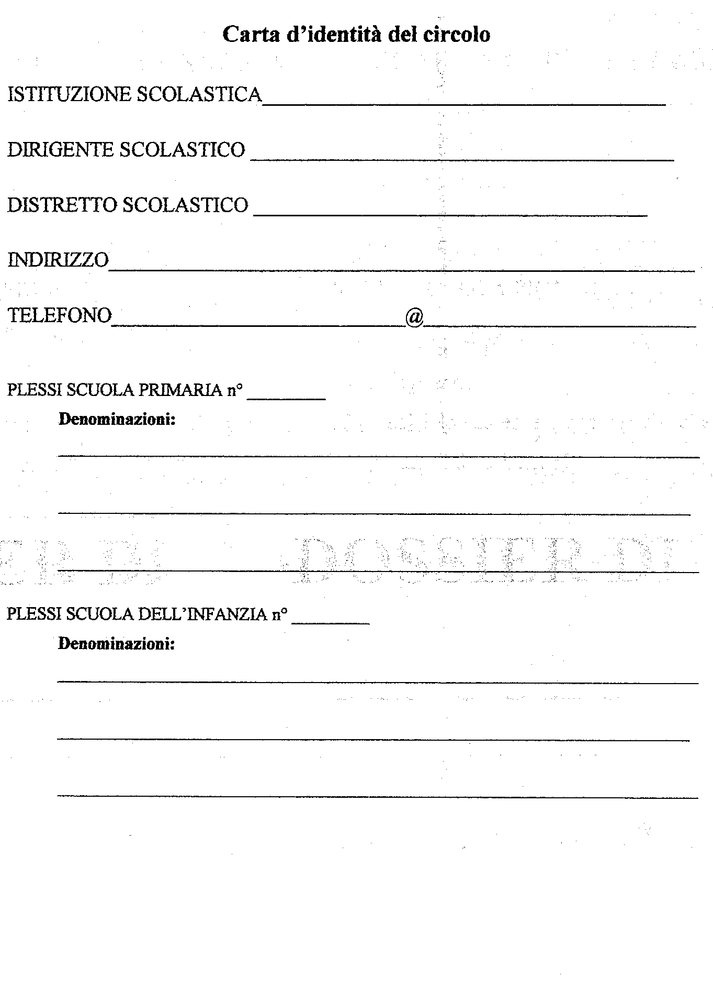 Carta d'identità del circolo
ISTITUZIONE SCOLASTICA
DIRIGENTE SCOLASTICO
DISTRETTO SCOLASTICO
INDIRIZZO
TELEFONO @
PLESSI SCUOLA PRIMARIA n°
Denominazioni:
DOSSIER DI
PLESSI SCUOLA DELL'INFANZIA n°
Denominazioni: